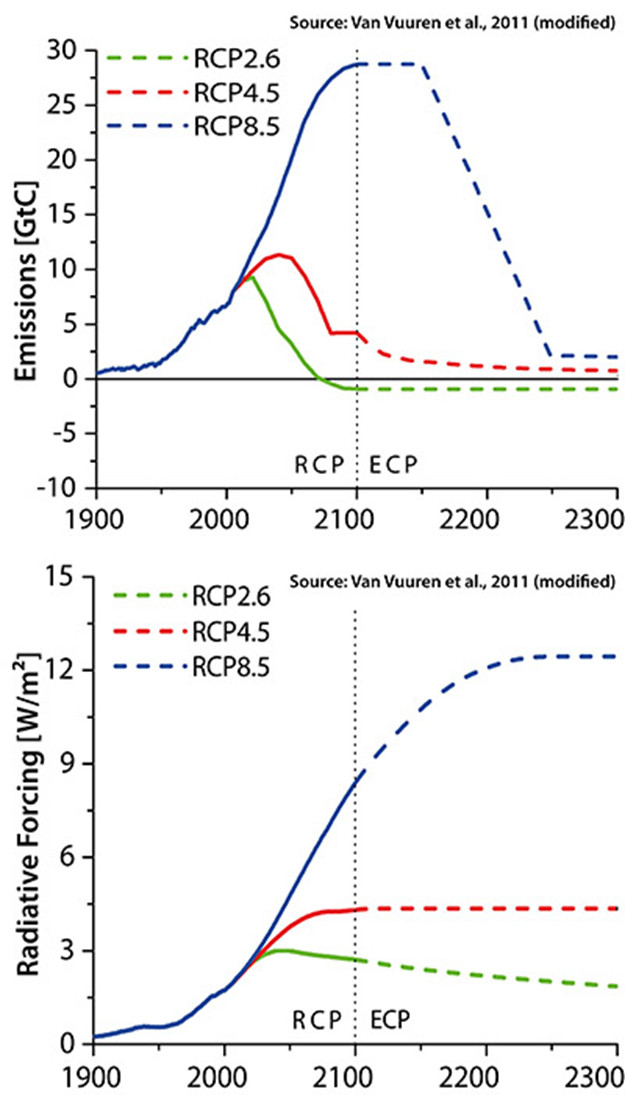 Source: Van Vuuren et al., 2011 (modified)
30
RCP2.6
25
RCP4.5
RCP8.5
20
15
10
5
0
-5
-10
Emissions [GtC]
RCP ECP
1900 2000 2100 2200 2300
15
Source: Van Vuuren et al., 2011 (modified)
RCP2.6
RCP4.5
RCP8.5
12
9
6
3
0
Radiative Forcing [W/m²]
RCP ECP
1900 2000 2100 2200 2300